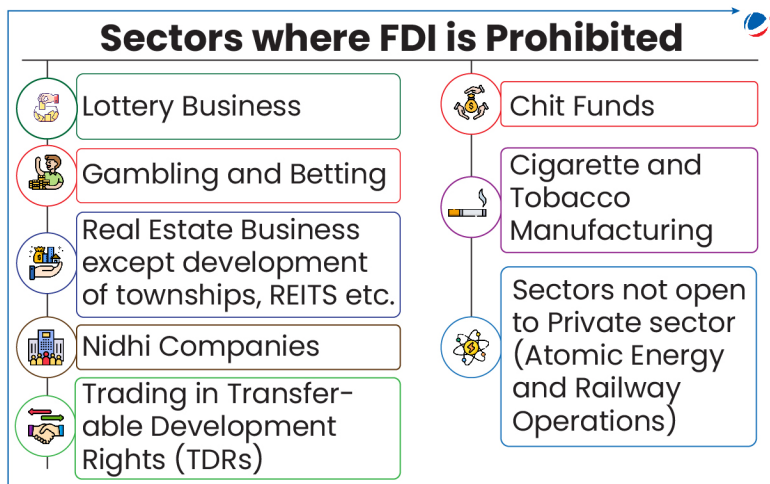 Sectors where FDI is Prohibited
Lottery Business
Gambling and Betting
Real Estate Business
except development
of townships, REITS etc.
Nidhi Companies
Trading in Transfer-
able Development
Rights (TDRs)
Chit Funds
Cigarette and
Tobacco
Manufacturing
Sectors not open
to Private sector
(Atomic Energy
and Railway
Operations)